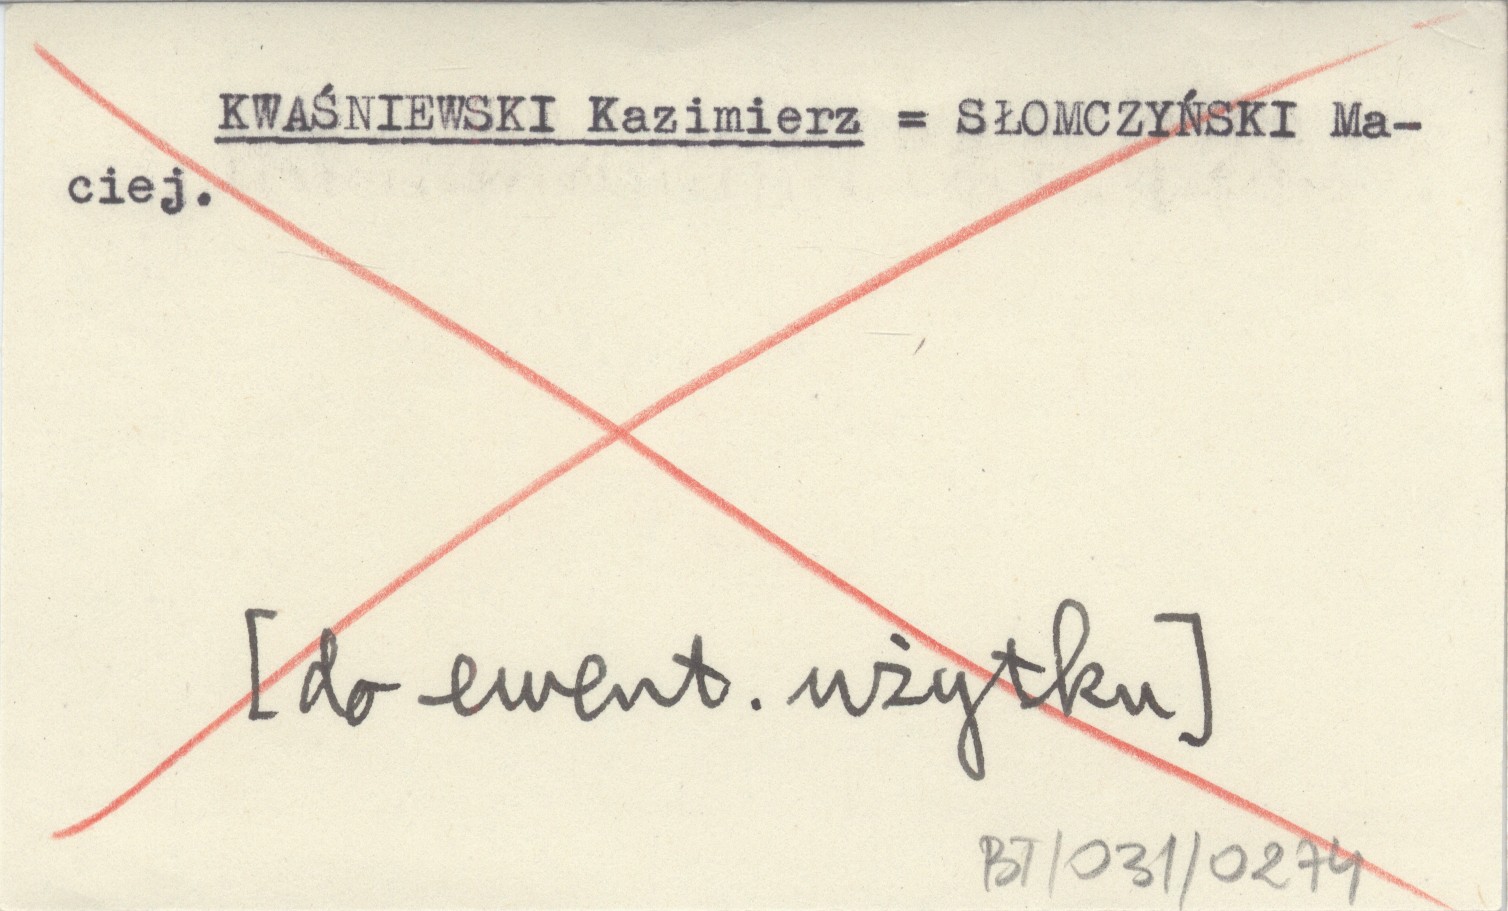 KWAŚNIEWSKI Kazimierz = SŁOMCZYŃSKI Ma-
ciej.
[do ewent. użytku]
BT/031/0274